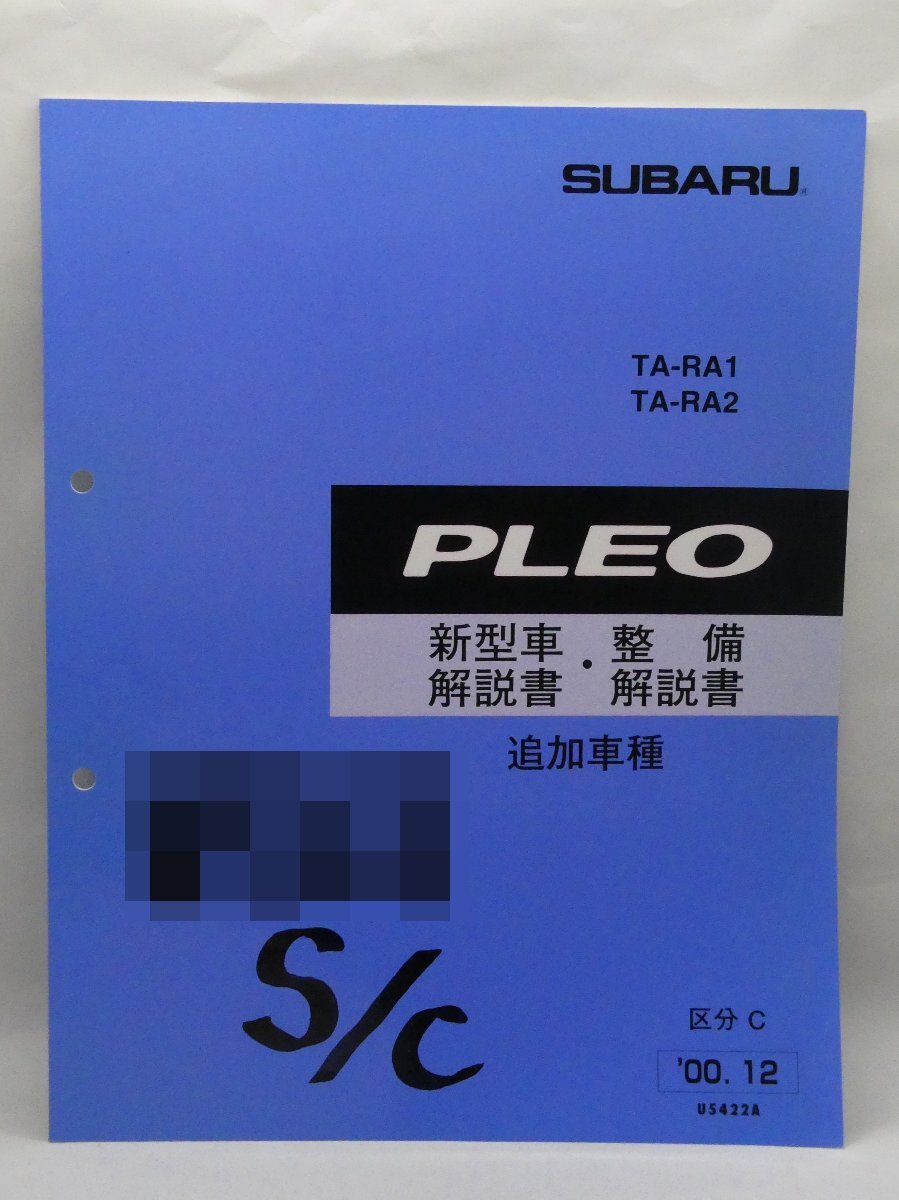 SUBARU®
TA-RA1
TA-RA2
PLEO
新型車解説書・整備解説書
追加車種
S/C
区分 C
'00. 12
U5422A